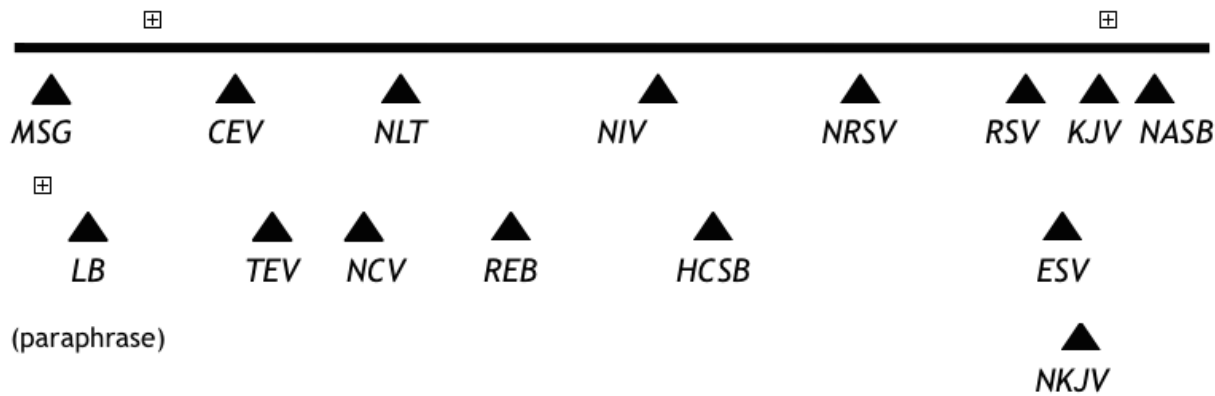 MSG CEV NLT NIV NRSV RSV KJV NASB
LB TEV NCV REB HCSB ESV
(paraphrase)
NKJV